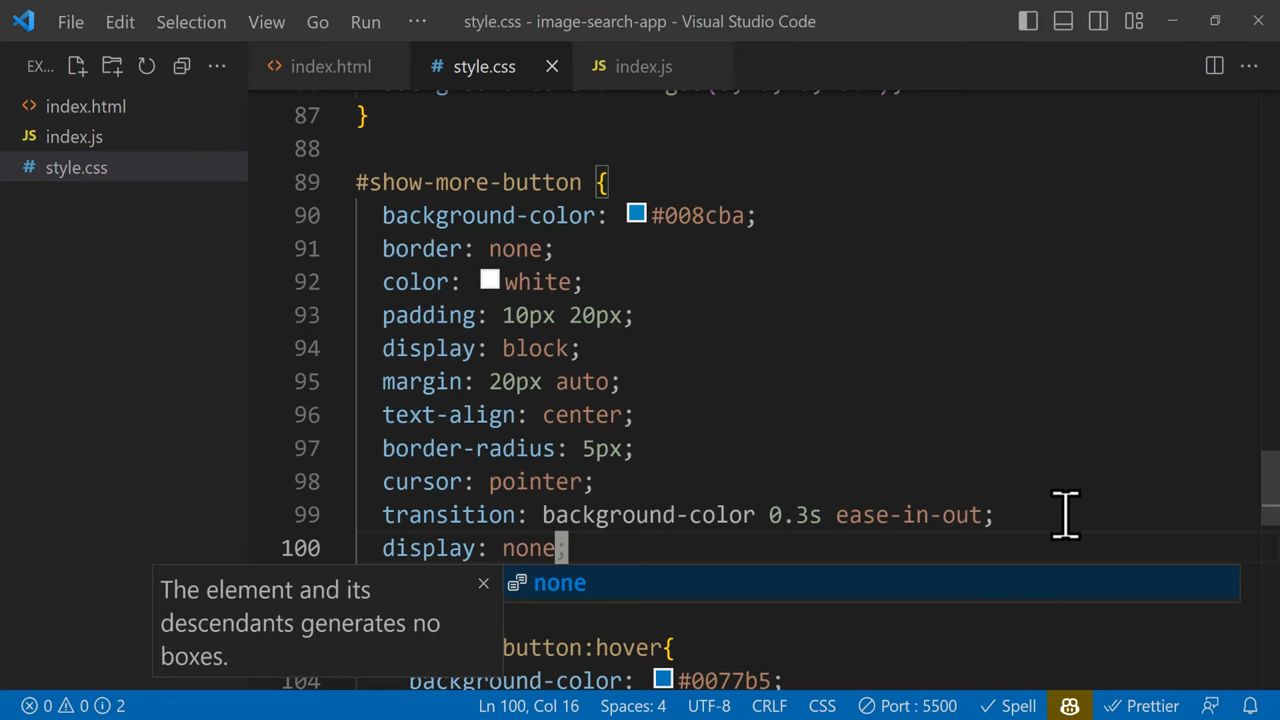 File Edit Selection View Go Run ··· style.css - image-search-app - Visual Studio Code
EX... ··· index.html # style.css JS index.js ···
index.html
JS index.js
# style.css
87 }
88
89 #show-more-button {
90 background-color: #008cba;
91 border: none;
92 color: white;
93 padding: 10px 20px;
94 display: block;
95 margin: 20px auto;
96 text-align: center;
97 border-radius: 5px;
98 cursor: pointer;
99 transition: background-color 0.3s ease-in-out;
100 display: none;
none
The element and its
descendants generates no
boxes.
button:hover{
104 background-color: #0077b5;
0 0 2 Ln 100, Col 16 Spaces: 4 UTF-8 CRLF CSS Port : 5500 Spell Prettier